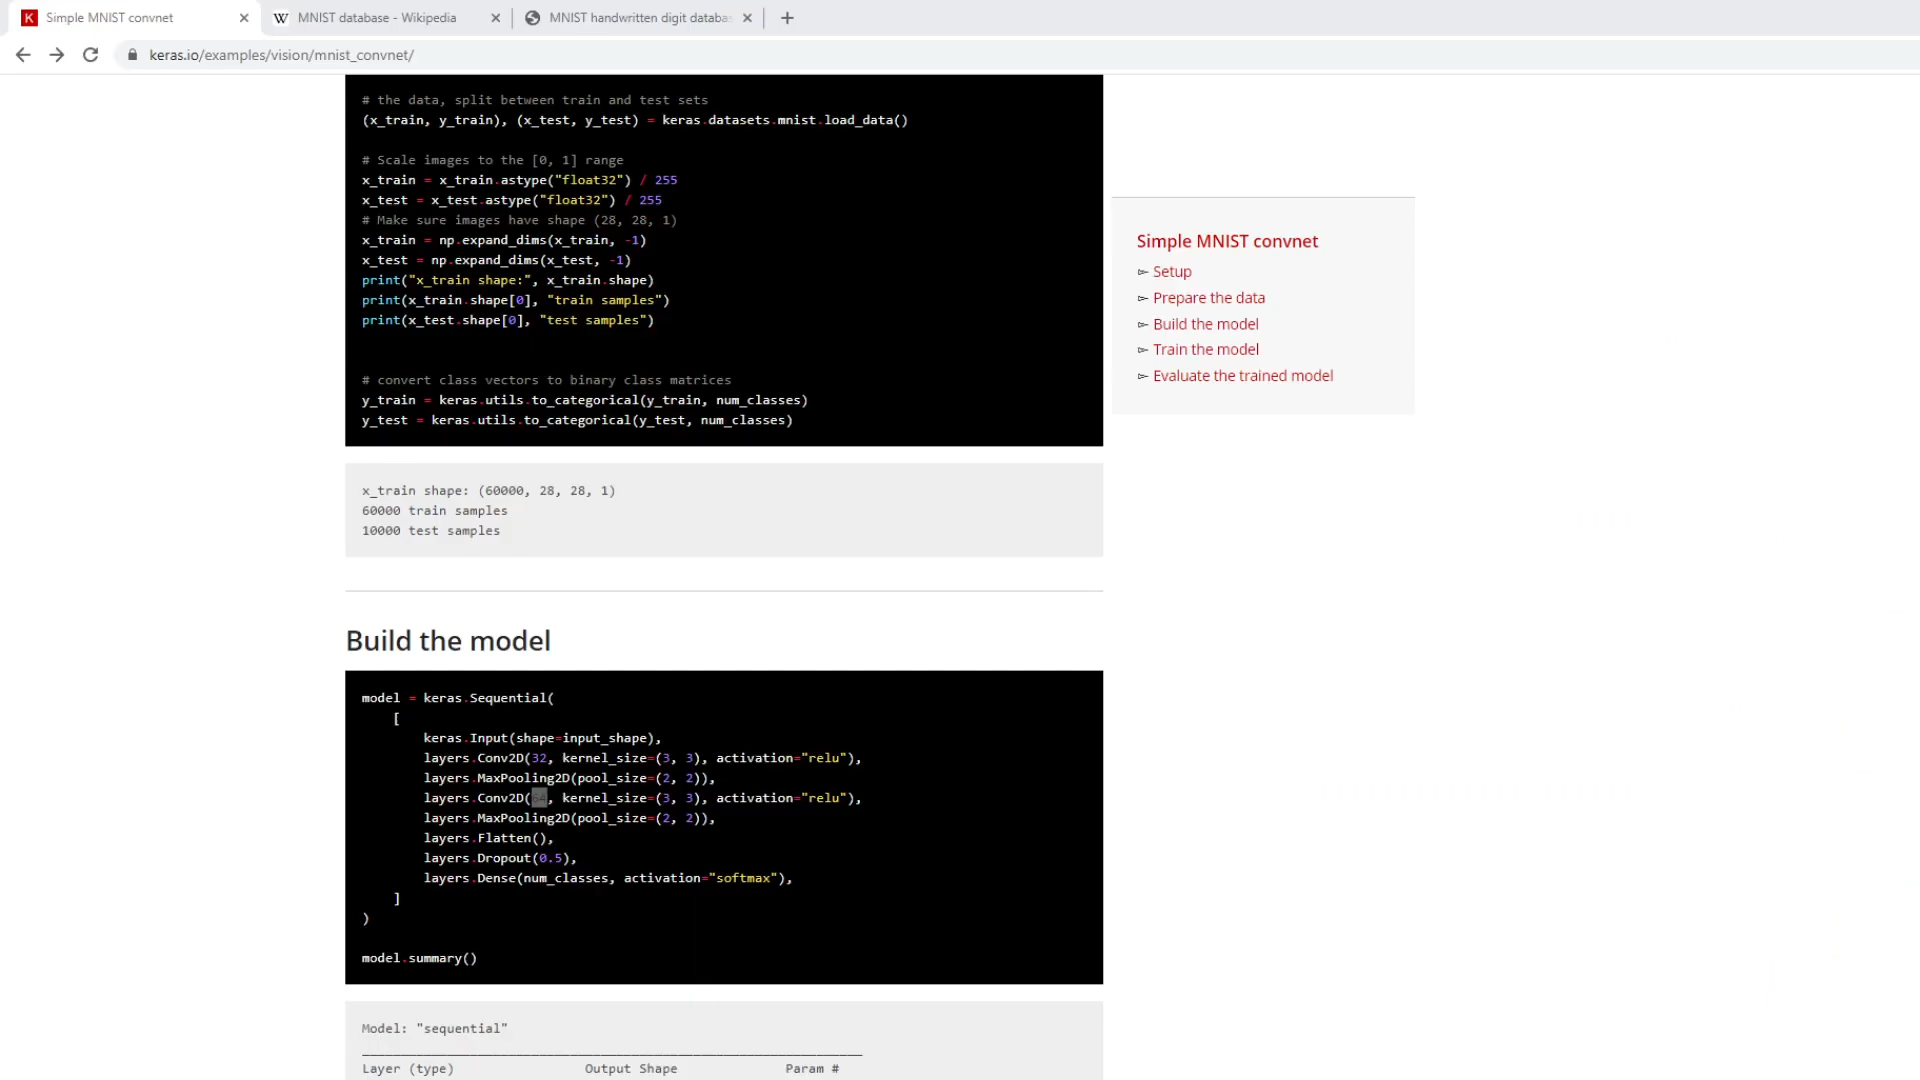 Simple MNIST convnet
MNIST database - Wikipedia
MNIST handwritten digit databa
keras.io/examples/vision/mnist_convnet/
# the data, split between train and test sets
(x_train, y_train), (x_test, y_test) = keras.datasets.mnist.load_data()
# Scale images to the [0, 1] range
x_train = x_train.astype("float32") / 255
x_test = x_test.astype("float32") / 255
# Make sure images have shape (28, 28, 1)
x_train = np.expand_dims(x_train, -1)
x_test = np.expand_dims(x_test, -1)
print("x_train shape:", x_train.shape)
print(x_train.shape[0], "train samples")
print(x_test.shape[0], "test samples")
# convert class vectors to binary class matrices
y_train = keras.utils.to_categorical(y_train, num_classes)
y_test = keras.utils.to_categorical(y_test, num_classes)
x_train shape: (60000, 28, 28, 1)
60000 train samples
10000 test samples
Build the model
model = keras.Sequential(
[
keras.Input(shape=input_shape),
layers.Conv2D(32, kernel_size=(3, 3), activation="relu"),
layers.MaxPooling2D(pool_size=(2, 2)),
layers.Conv2D(64, kernel_size=(3, 3), activation="relu"),
layers.MaxPooling2D(pool_size=(2, 2)),
layers.Flatten(),
layers.Dropout(0.5),
layers.Dense(num_classes, activation="softmax"),
]
)
model.summary()
Model: "sequential"
Layer (type) Output Shape Param #
Simple MNIST convnet
Setup
Prepare the data
Build the model
Train the model
Evaluate the trained model